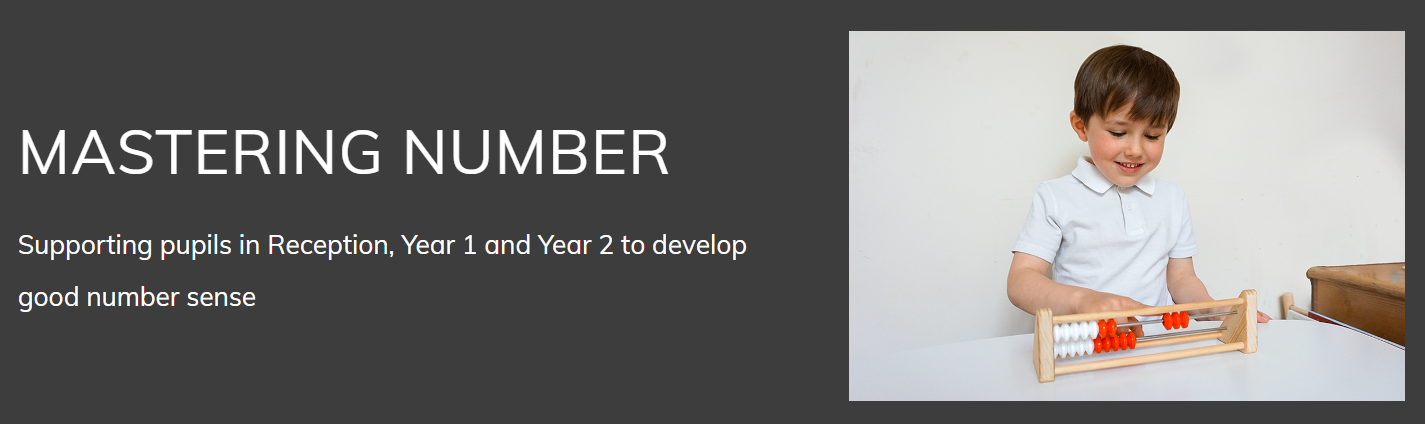 MASTERING NUMBER
Supporting pupils in Reception, Year 1 and Year 2 to develop
good number sense